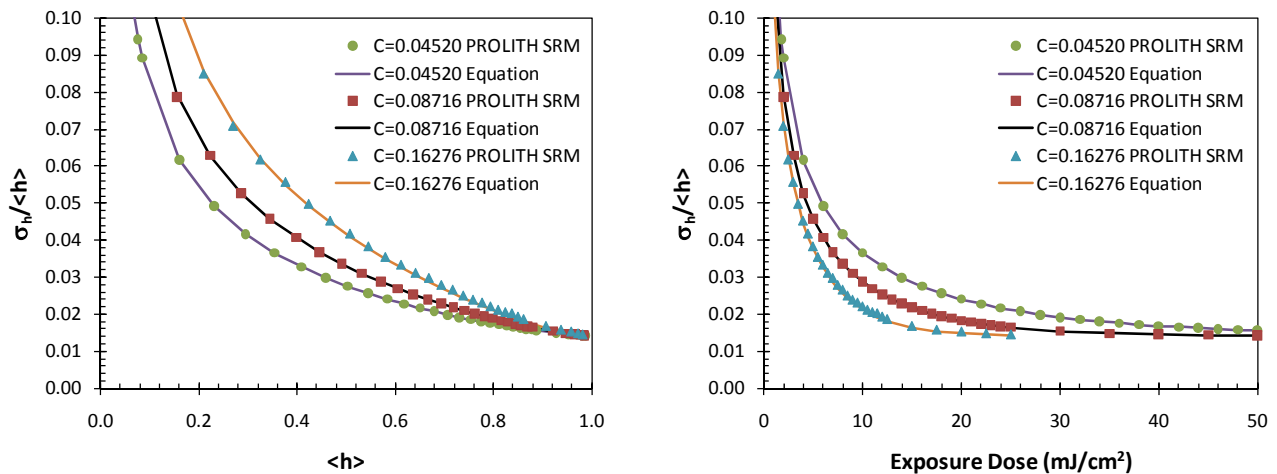 0.10
0.09
0.08
0.07
0.06
0.05
0.04
0.03
0.02
0.01
0.00
σh/<h>
C=0.04520 PROLITH SRM
C=0.04520 Equation
C=0.08716 PROLITH SRM
C=0.08716 Equation
C=0.16276 PROLITH SRM
C=0.16276 Equation
0.0 0.2 0.4 0.6 0.8 1.0
<h>
0.10
0.09
0.08
0.07
0.06
0.05
0.04
0.03
0.02
0.01
0.00
σh/<h>
C=0.04520 PROLITH SRM
C=0.04520 Equation
C=0.08716 PROLITH SRM
C=0.08716 Equation
C=0.16276 PROLITH SRM
C=0.16276 Equation
0 10 20 30 40 50
Exposure Dose (mJ/cm²)